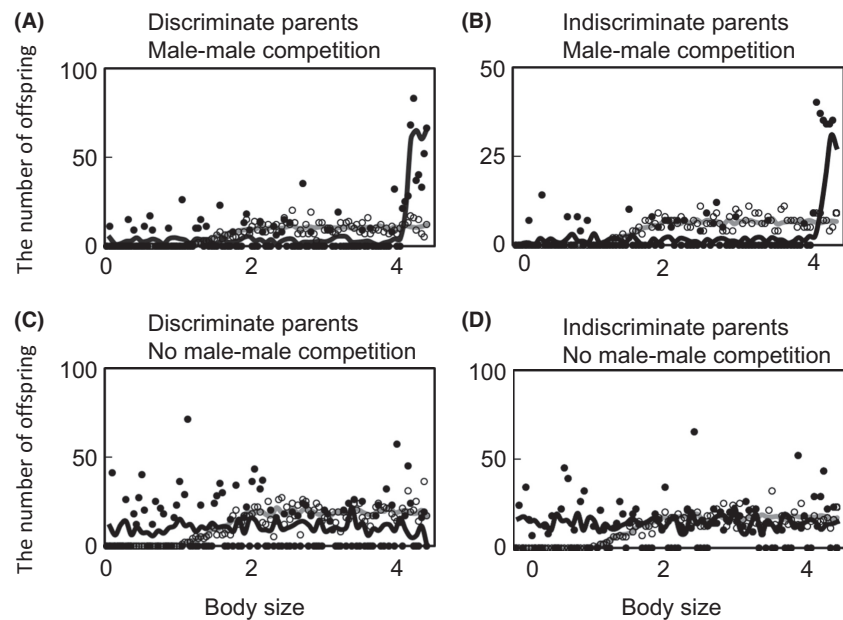 (A) Discriminate parents
Male-male competition
(B) Indiscriminate parents
Male-male competition
The number of offspring
100
50
0
0 2 4
50
25
0
0 2 4
(C) Discriminate parents
No male-male competition
(D) Indiscriminate parents
No male-male competition
The number of offspring
100
50
0
0 2 4
100
50
0
0 2 4
Body size
Body size